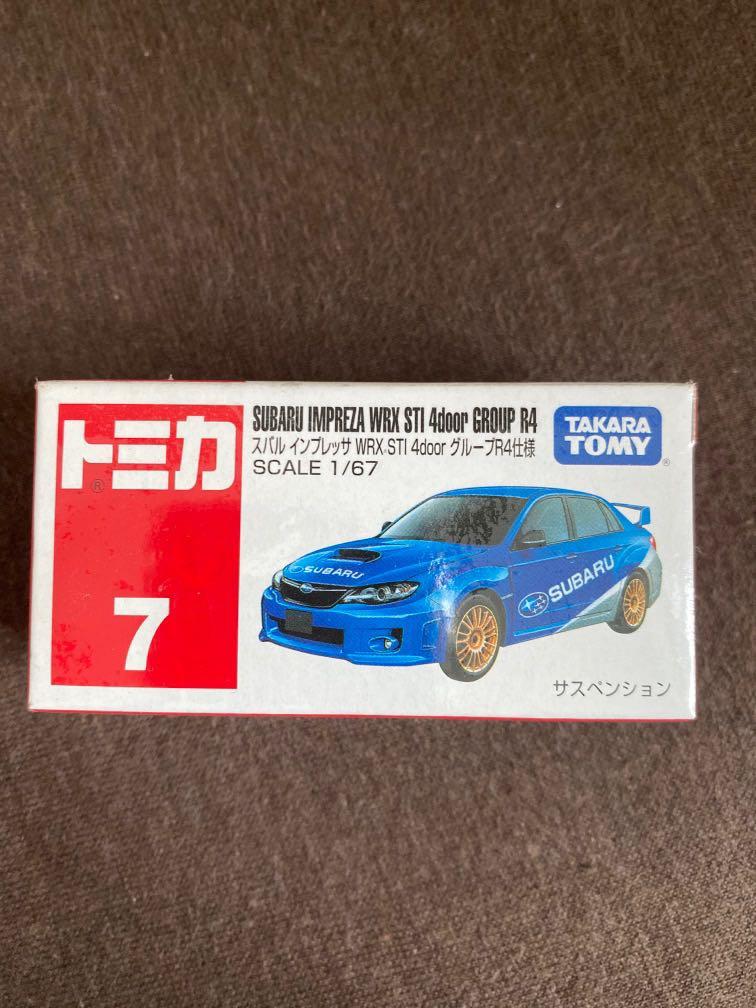 トミカ
®
7
SUBARU IMPREZA WRX STI 4door GROUP R4
スバル インプレッサ WRX STI 4door グループR4仕様
SCALE 1/67
TAKARA
TOMY
®
SUBARU
SUBARU
サスペンション